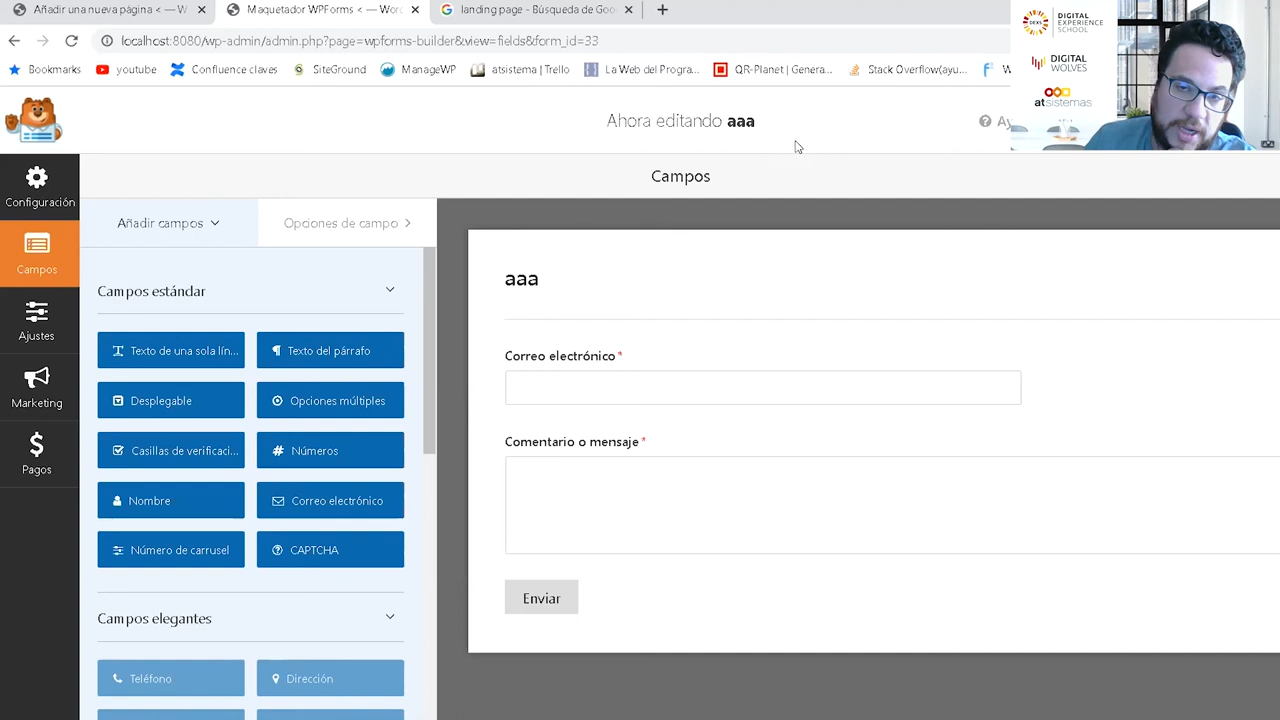 Añadir una nueva página < — W
Maquetador WPForms < — Worc
landing page - Búsqueda de Goo
localhost:8080/wp-admin/admin.php?page=wpforms-builder&view=fields&form_id=33
Bookmarks
youtube
Confluence claves
SiteGround
ManageWP
atsistema | Trello
La Web del Progra...
QR-Planet | Genera...
Stack Overflow(ayu...
W
DEXS
DIGITAL
EXPERIENCE
SCHOOL
DIGITAL
WOLVES
atsistemas
Ahora editando aaa
Ay
Configuración
Campos
Ajustes
Marketing
Pagos
Campos
Añadir campos
Opciones de campo
Campos estándar
Texto de una sola lín...
Texto del párrafo
Desplegable
Opciones múltiples
Casillas de verificaci...
Números
Nombre
Correo electrónico
Número de carrusel
CAPTCHA
Campos elegantes
Teléfono
Dirección
aaa
Correo electrónico *
Comentario o mensaje *
Enviar